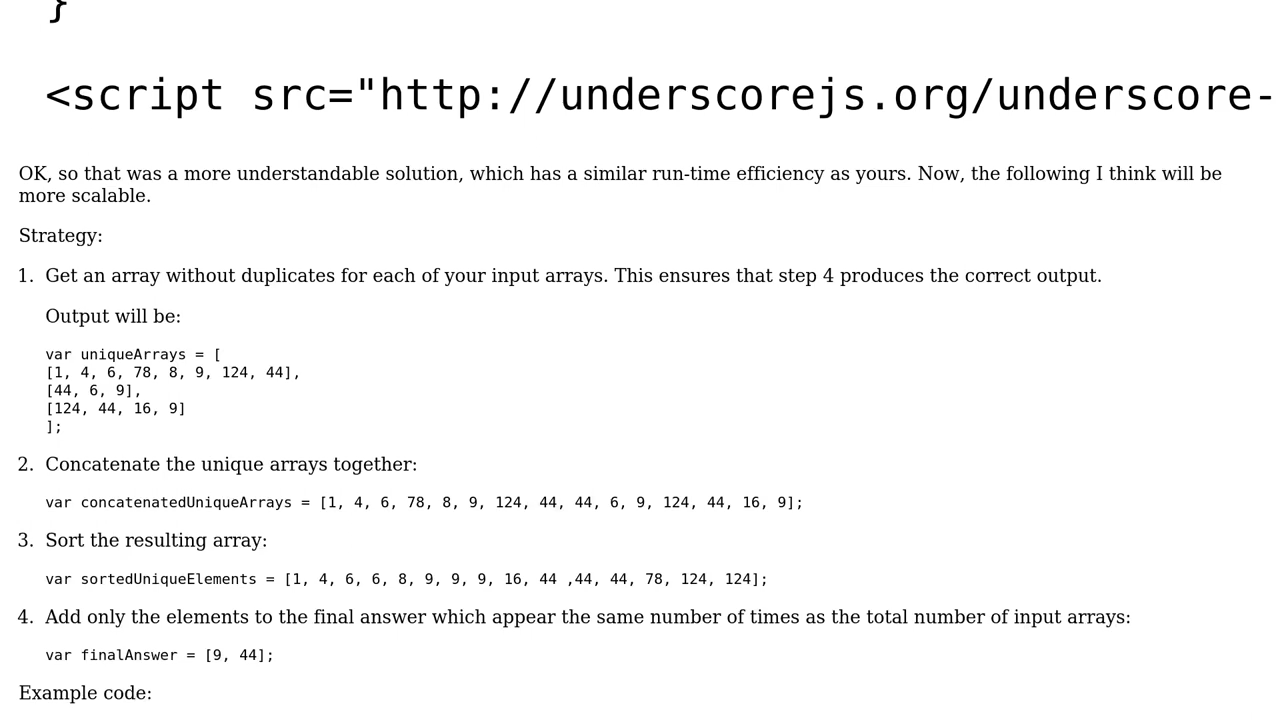 }
<script src="http://underscorejs.org/underscore-
OK, so that was a more understandable solution, which has a similar run-time efficiency as yours. Now, the following I think will be
more scalable.
Strategy:
1. Get an array without duplicates for each of your input arrays. This ensures that step 4 produces the correct output.
Output will be:
var uniqueArrays = [
[1, 4, 6, 78, 8, 9, 124, 44],
[44, 6, 9],
[124, 44, 16, 9]
];
2. Concatenate the unique arrays together:
var concatenatedUniqueArrays = [1, 4, 6, 78, 8, 9, 124, 44, 44, 6, 9, 124, 44, 16, 9];
3. Sort the resulting array:
var sortedUniqueElements = [1, 4, 6, 6, 8, 9, 9, 9, 16, 44 ,44, 44, 78, 124, 124];
4. Add only the elements to the final answer which appear the same number of times as the total number of input arrays:
var finalAnswer = [9, 44];
Example code: